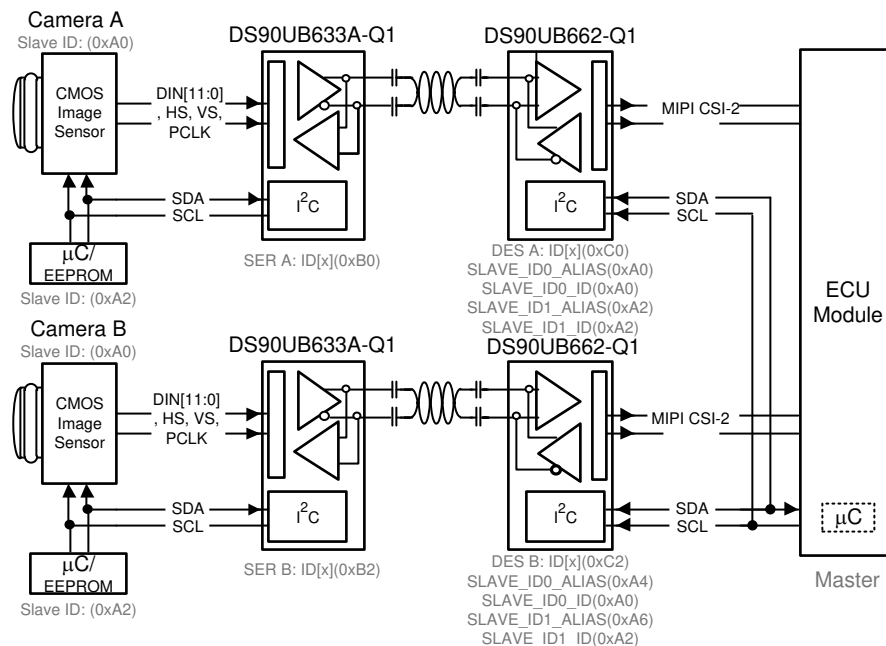 Camera A
Slave ID: (0xA0)
DS90UB633A-Q1
DS90UB662-Q1
CMOS
Image
Sensor
DIN[11:0]
, HS, VS,
PCLK
MIPI CSI-2
SDA
SCL
I2C
I2C
SDA
SCL
µC/
EEPROM
Slave ID: (0xA2)
SER A: ID[x](0xB0)
DES A: ID[x](0xC0)
SLAVE_ID0_ALIAS(0xA0)
SLAVE_ID0_ID(0xA0)
SLAVE_ID1_ALIAS(0xA2)
SLAVE_ID1_ID(0xA2)
ECU
Module
Camera B
Slave ID: (0xA0)
DS90UB633A-Q1
DS90UB662-Q1
CMOS
Image
Sensor
DIN[11:0]
, HS, VS,
PCLK
MIPI CSI-2
SDA
SCL
I2C
I2C
SDA
SCL
µC
µC/
EEPROM
Slave ID: (0xA2)
SER B: ID[x](0xB2)
DES B: ID[x](0xC2)
SLAVE_ID0_ALIAS(0xA4)
SLAVE_ID0_ID(0xA0)
SLAVE_ID1_ALIAS(0xA6)
SLAVE_ID1_ID(0xA2)
Master